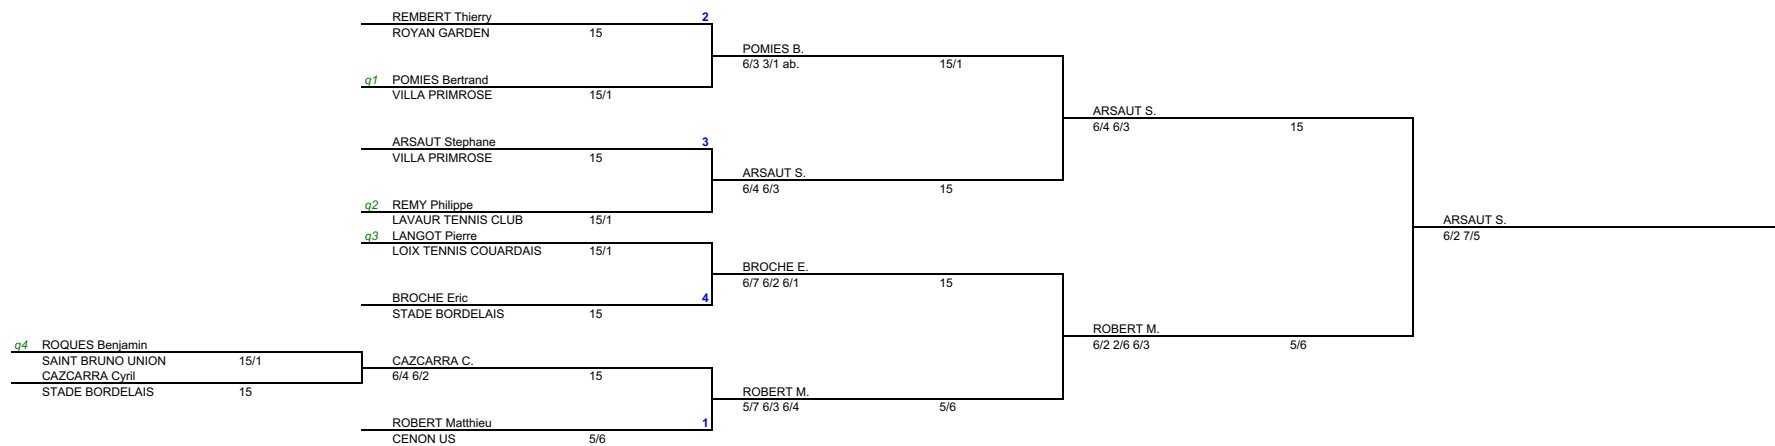 REMBERT Thierry 2
ROYAN GARDEN 15
POMIES B.
6/3 3/1 ab. 15/1
q1 POMIES Bertrand
VILLA PRIMROSE 15/1
ARSAUT S.
6/4 6/3 15
ARSAUT Stephane 3
VILLA PRIMROSE 15
ARSAUT S.
6/4 6/3 15
q2 REMY Philippe
LAVAUR TENNIS CLUB 15/1
ARSAUT S.
6/2 7/5
q3 LANGOT Pierre
LOIX TENNIS COUARDAIS 15/1
BROCHE E.
6/7 6/2 6/1 15
BROCHE Eric 4
STADE BORDELAIS 15
ROBERT M.
6/2 2/6 6/3 5/6
q4 ROQUES Benjamin
SAINT BRUNO UNION 15/1
CAZCARRA C.
6/4 6/2 15
CAZCARRA Cyril
STADE BORDELAIS 15
ROBERT M.
5/7 6/3 6/4 5/6
ROBERT Matthieu 1
CENON US 5/6